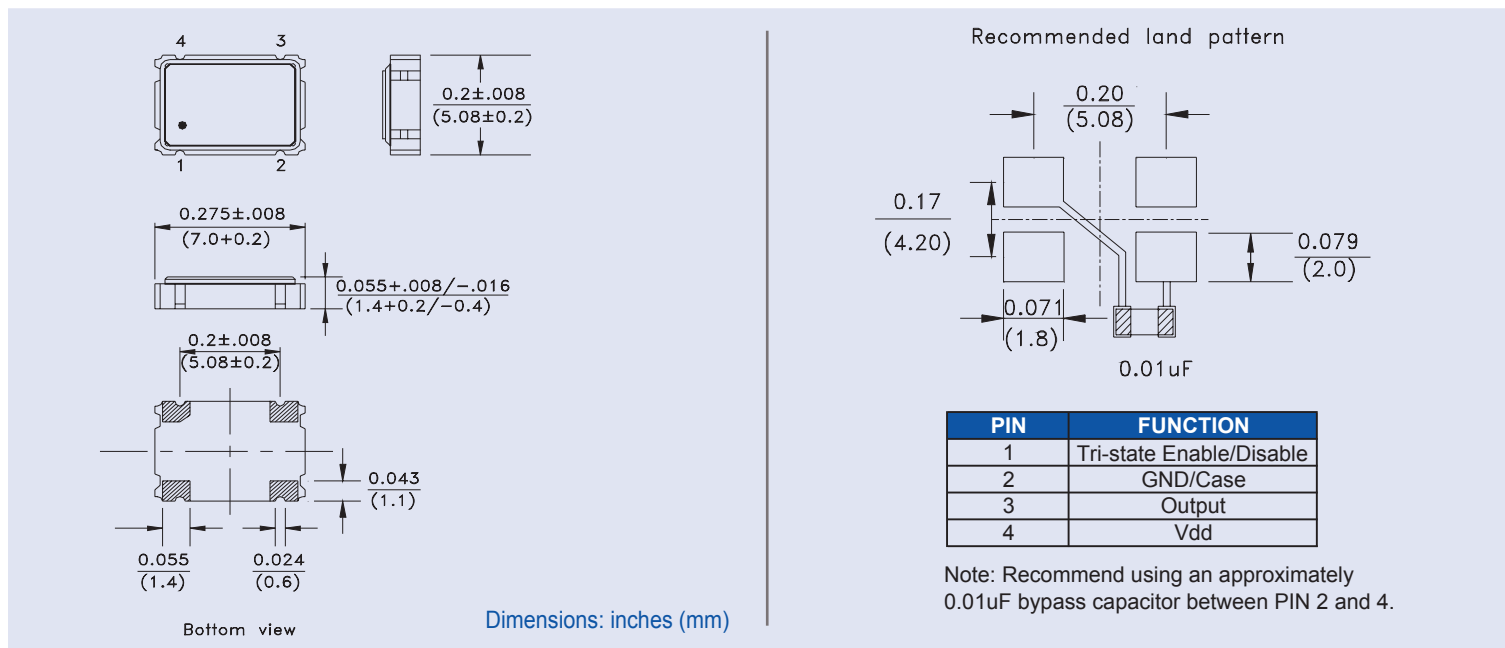 4 3
1 2
0.2±.008
(5.08±0.2)
0.275±.008
(7.0+0.2)
0.055+.008/-.016
(1.4+0.2/-0.4)
0.2±.008
(5.08±0.2)
0.043
(1.1)
0.055
(1.4)
0.024
(0.6)
Bottom view
Dimensions: inches (mm)
Recommended land pattern
0.20
(5.08)
0.17
(4.20)
0.079
(2.0)
0.071
(1.8)
0.01uF
PIN FUNCTION
1 Tri-state Enable/Disable
2 GND/Case
3 Output
4 Vdd
Note: Recommend using an approximately
0.01uF bypass capacitor between PIN 2 and 4.